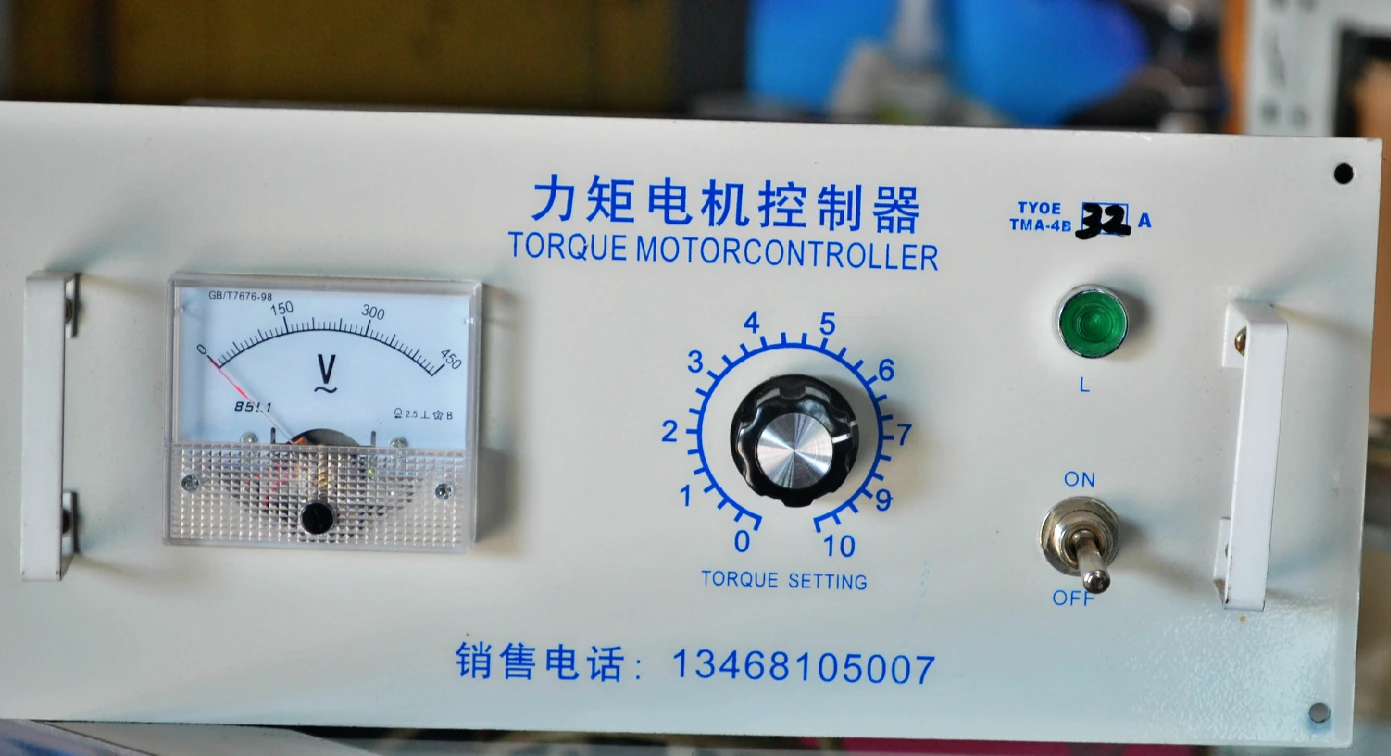 力矩电机控制器
TORQUE MOTORCONTROLLER
TYOE
TMA-4B 32 A
GB/T7676-98
0 150 300 450
V
85L1
2.5 B
0 1 2 3 4 5 6 7 9 10
TORQUE SETTING
L
ON
OFF
销售电话: 13468105007